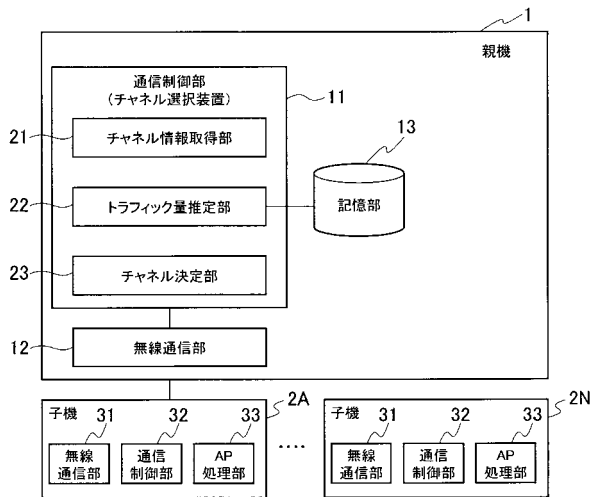 1
親機
通信制御部
(チャネル選択装置)
11
21
チャネル情報取得部
13
22
トラフィック量推定部
記憶部
23
チャネル決定部
12
無線通信部
子機
31
32
33
2A
無線
通信部
通信
制御部
AP
処理部
....
子機
31
32
33
2N
無線
通信部
通信
制御部
AP
処理部